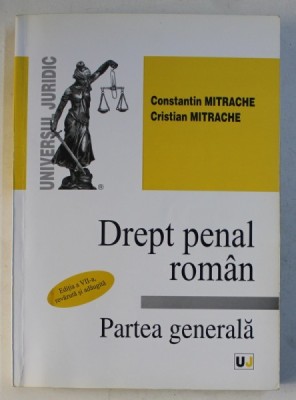 UNIVERSUL JURIDIC
®
Constantin MITRACHE
Cristian MITRACHE
Drept penal
român
Ediția a VII-a,
revăzută și adăugită
Partea generală
UJ